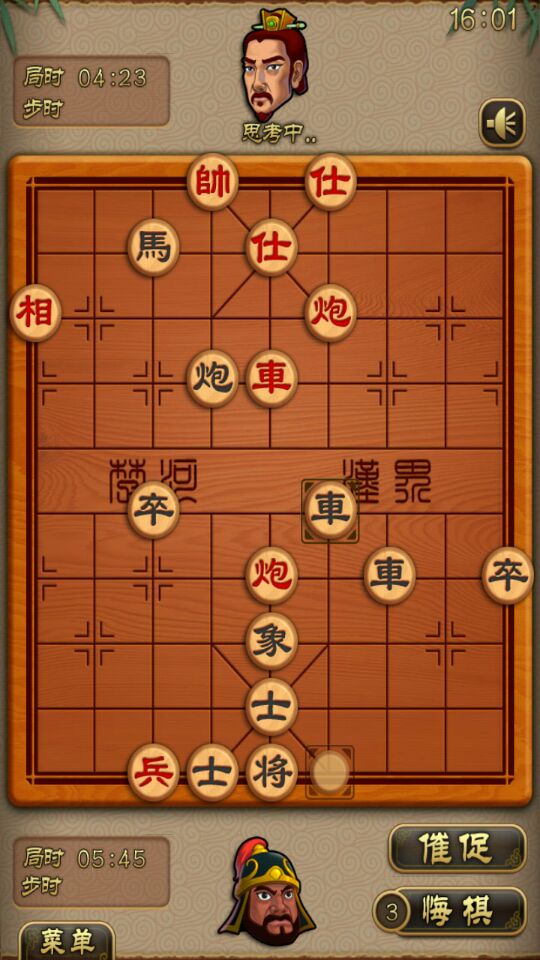 16:01
局时 04:23
步时
思考中..
帥 仕
馬 仕
相 炮
炮 車
楚河 漢界
卒 車
炮 車 卒
象
士
兵 士 将
局时 05:45
步时
催促
3 悔棋
菜单